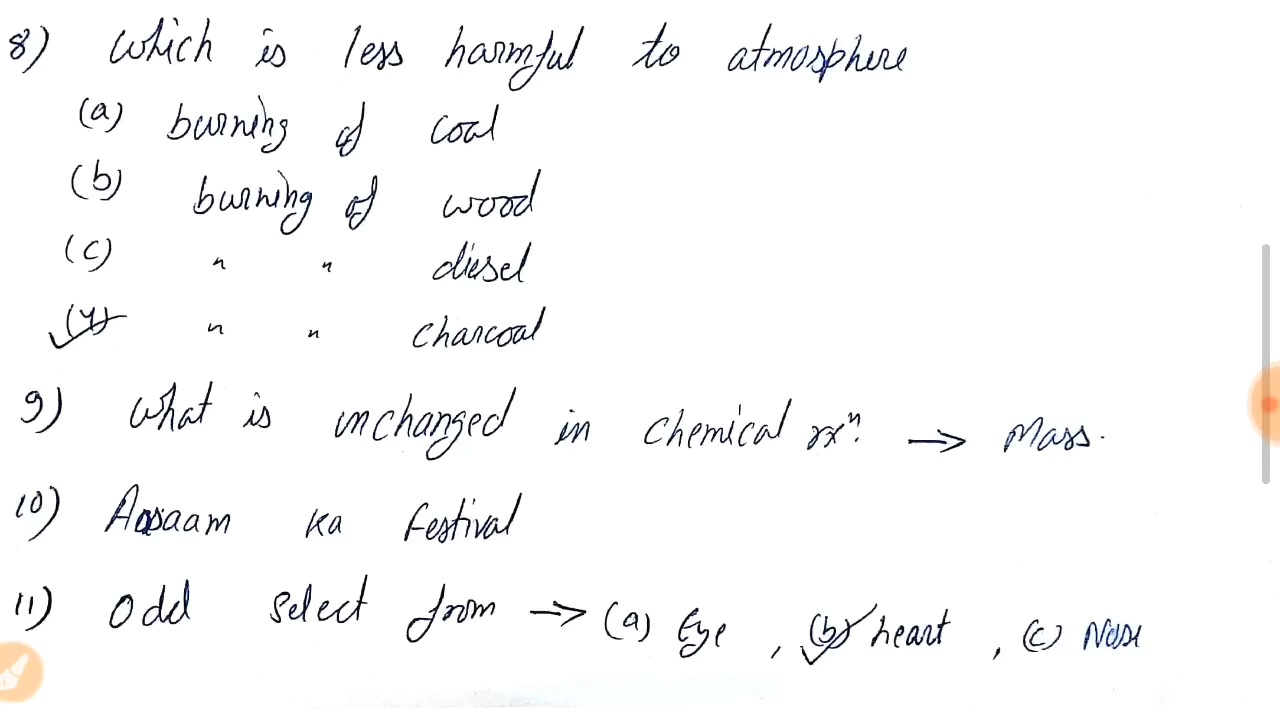 8) which is less harmful to atmosphere
(a) burning of coal
(b) burning of wood
(c) " " diesel
(y) " " charcoal
9) what is unchanged in chemical rxⁿ. → Mass.
10) Assaam ka festival
11) odd select from → (a) Eye , (b) heart , (c) Nose